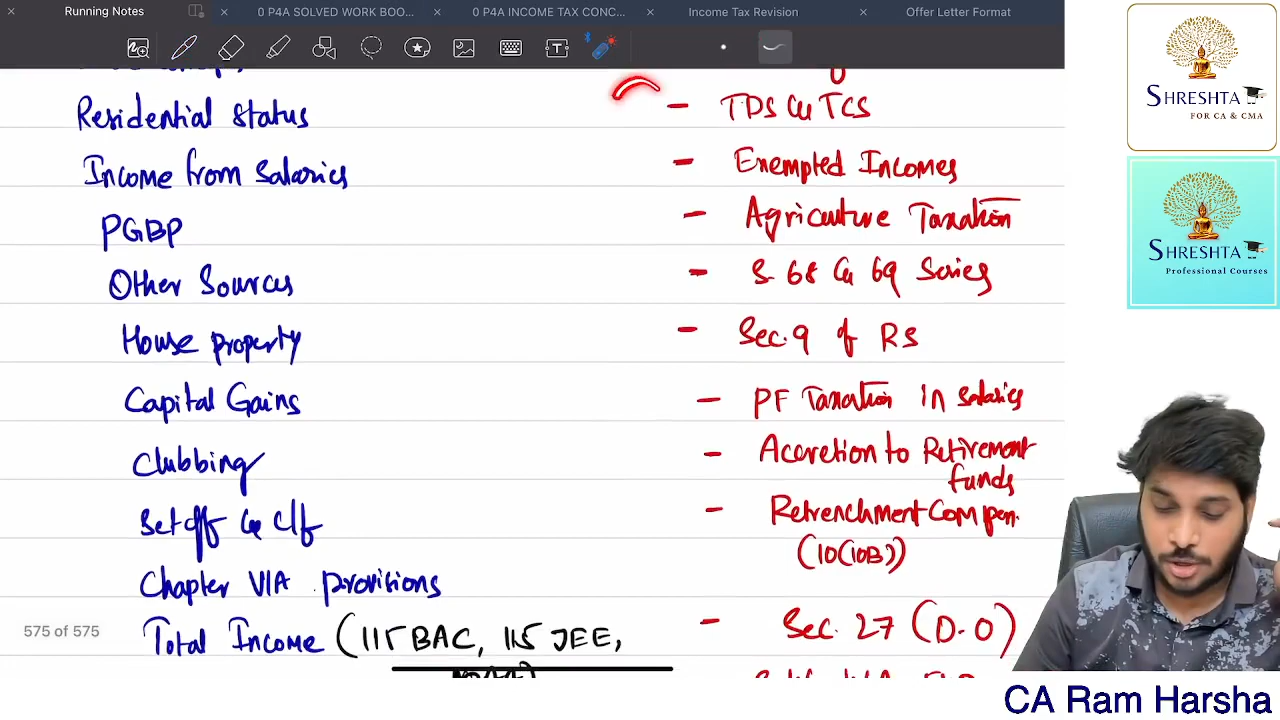 Running Notes
0 P4A SOLVED WORK BOO...
0 P4A INCOME TAX CONC...
Income Tax Revision
Offer Letter Format
SHRESHTA
FOR CA & CMA
SHRESHTA
Professional Courses
Residential Status
Income from Salaries
PGBP
Other Sources
House property
Capital Gains
Clubbing
Set off & C/f
Chapter VIA provisions
Total Income (115 BAC, 115 JEE,
- TDS & TCS
- Exempted Incomes
- Agriculture Taxation
- S. 68 & 69 Series
- Sec. 9 of RS
- PF Taxation in Salaries
- Accretion to Retirement
funds
- Retrenchment Compen.
(10(10B))
- Sec. 27 (D.O)
575 of 575
CA Ram Harsha